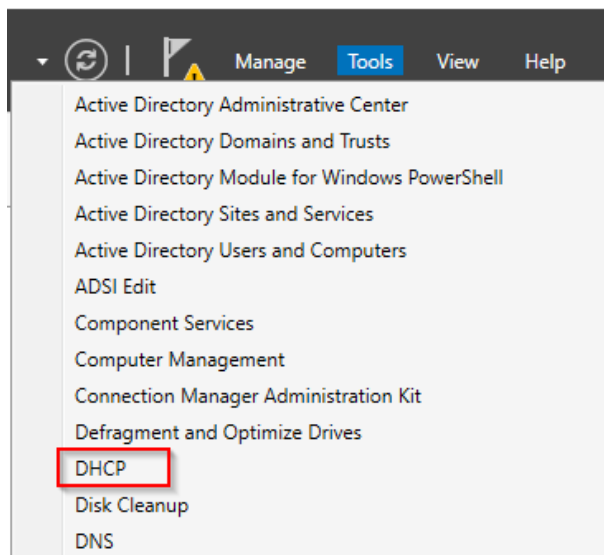 Manage Tools View Help
Active Directory Administrative Center
Active Directory Domains and Trusts
Active Directory Module for Windows PowerShell
Active Directory Sites and Services
Active Directory Users and Computers
ADSI Edit
Component Services
Computer Management
Connection Manager Administration Kit
Defragment and Optimize Drives
DHCP
Disk Cleanup
DNS